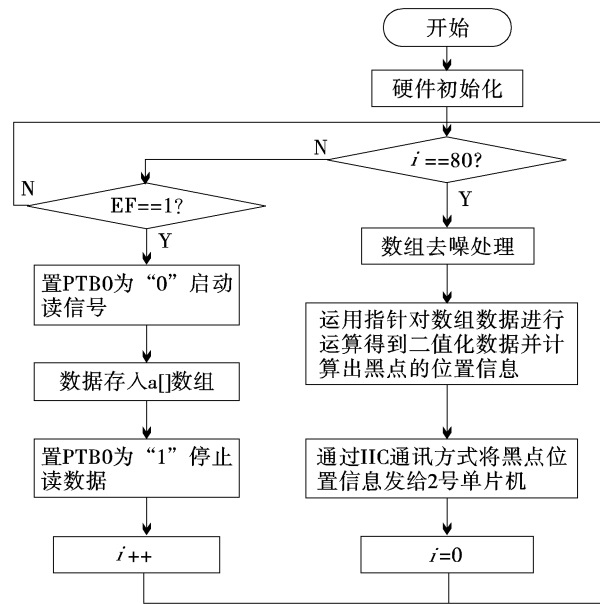 开始
硬件初始化
i==80?
N
Y
N
EF==1?
Y
数组去噪处理
置PTB0为“0”启动
读信号
运用指针对数组数据进行
运算得到二值化数据并计
算出黑点的位置信息
数据存入a[]数组
置PTB0为“1”停止
读数据
通过IIC通讯方式将黑点位
置信息发给2号单片机
i++
i=0